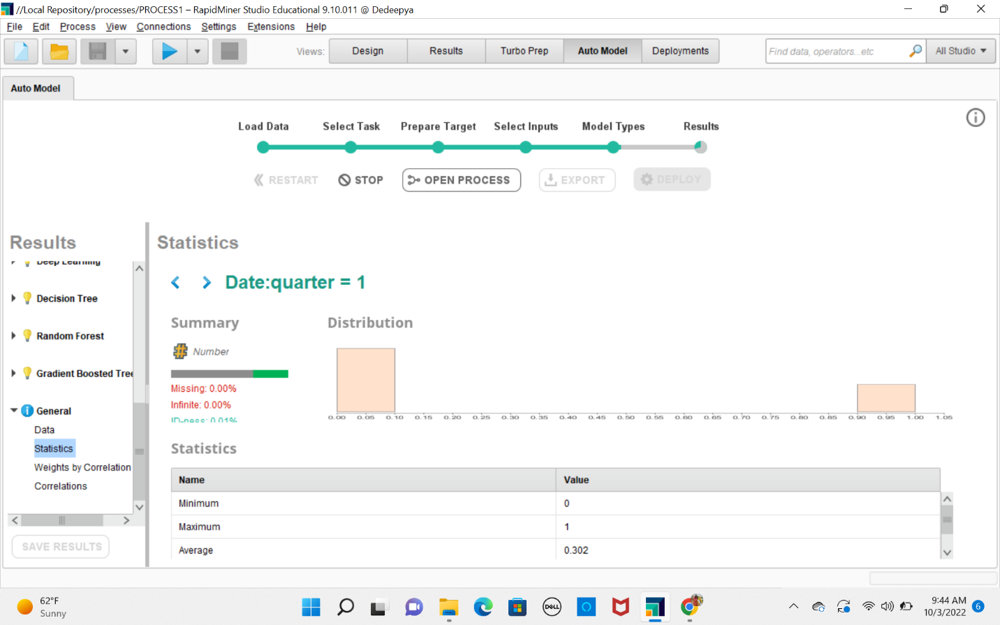 //Local Repository/processes/PROCESS1 – RapidMiner Studio Educational 9.10.011 @ Dedeepya
File Edit Process View Connections Settings Extensions Help
Views: Design Results Turbo Prep Auto Model Deployments Find data, operators...etc All Studio
Auto Model
Load Data Select Task Prepare Target Select Inputs Model Types Results
RESTART STOP OPEN PROCESS EXPORT DEPLOY
Results
Deep Learning
Decision Tree
Random Forest
Gradient Boosted Tree
General
Data
Statistics
Weights by Correlation
Correlations
SAVE RESULTS
Statistics
Date:quarter = 1
Summary
Number
Missing: 0.00%
Infinite: 0.00%
ID-ness: 0.01%
Distribution
0.00 0.05 0.10 0.15 0.20 0.25 0.30 0.35 0.40 0.45 0.50 0.55 0.60 0.65 0.70 0.75 0.80 0.85 0.90 0.95 1.00 1.05
Statistics
Name Value
Minimum 0
Maximum 1
Average 0.302
62°F
Sunny
DELL
9:44 AM
10/3/2022
6